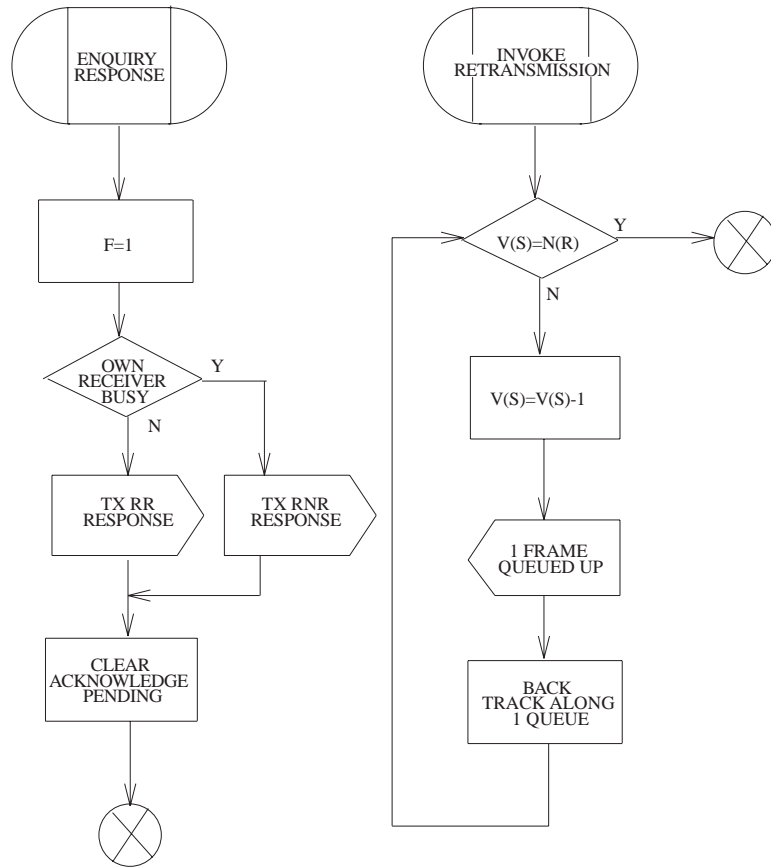 ENQUIRY
RESPONSE
F=1
OWN
RECEIVER
BUSY
Y
N
TX RR
RESPONSE
TX RNR
RESPONSE
CLEAR
ACKNOWLEDGE
PENDING
INVOKE
RETRANSMISSION
V(S)=N(R)
Y
N
V(S)=V(S)-1
1 FRAME
QUEUED UP
BACK
TRACK ALONG
1 QUEUE